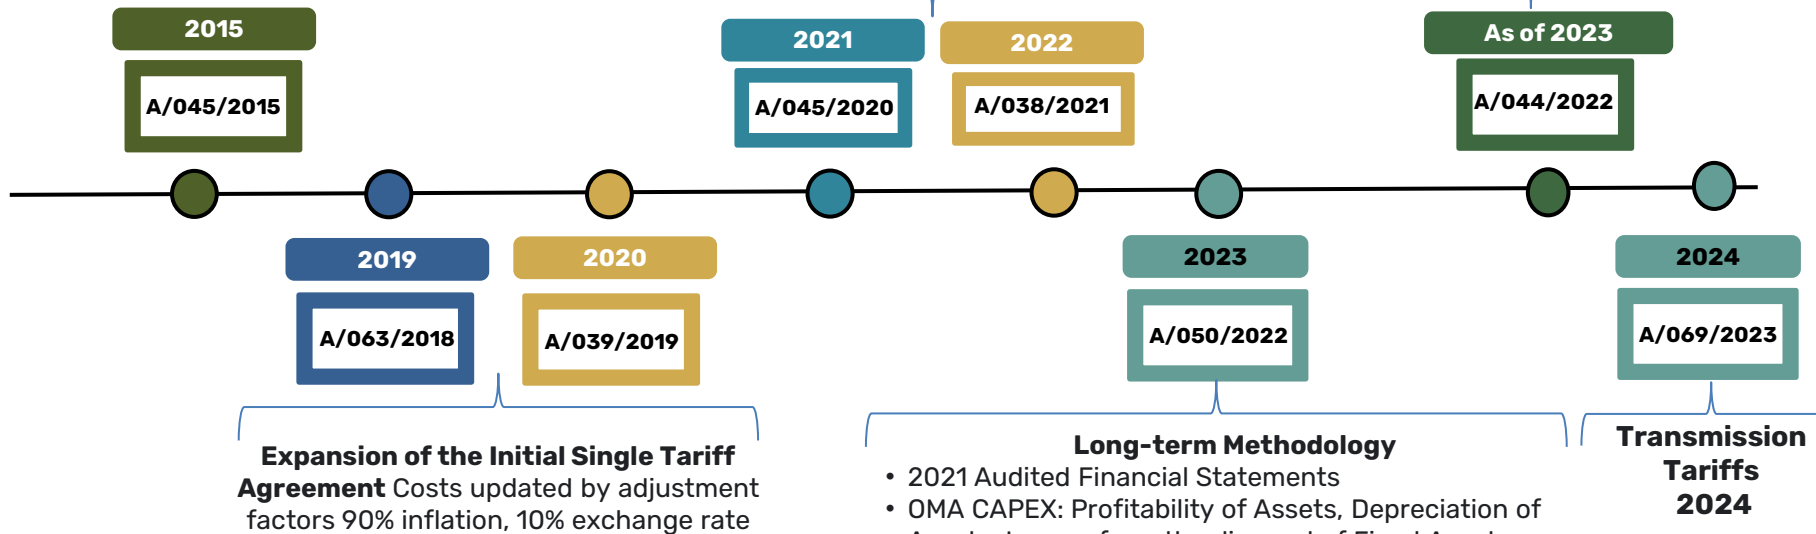 2015
A/045/2015
2021
A/045/2020
2022
A/038/2021
As of 2023
A/044/2022
2019
A/063/2018
2020
A/039/2019
2023
A/050/2022
2024
A/069/2023
Expansion of the Initial Single Tariff
Agreement Costs updated by adjustment
factors 90% inflation, 10% exchange rate
Long-term Methodology
• 2021 Audited Financial Statements
• OMA CAPEX: Profitability of Assets, Depreciation of
Transmission
Tariffs
2024